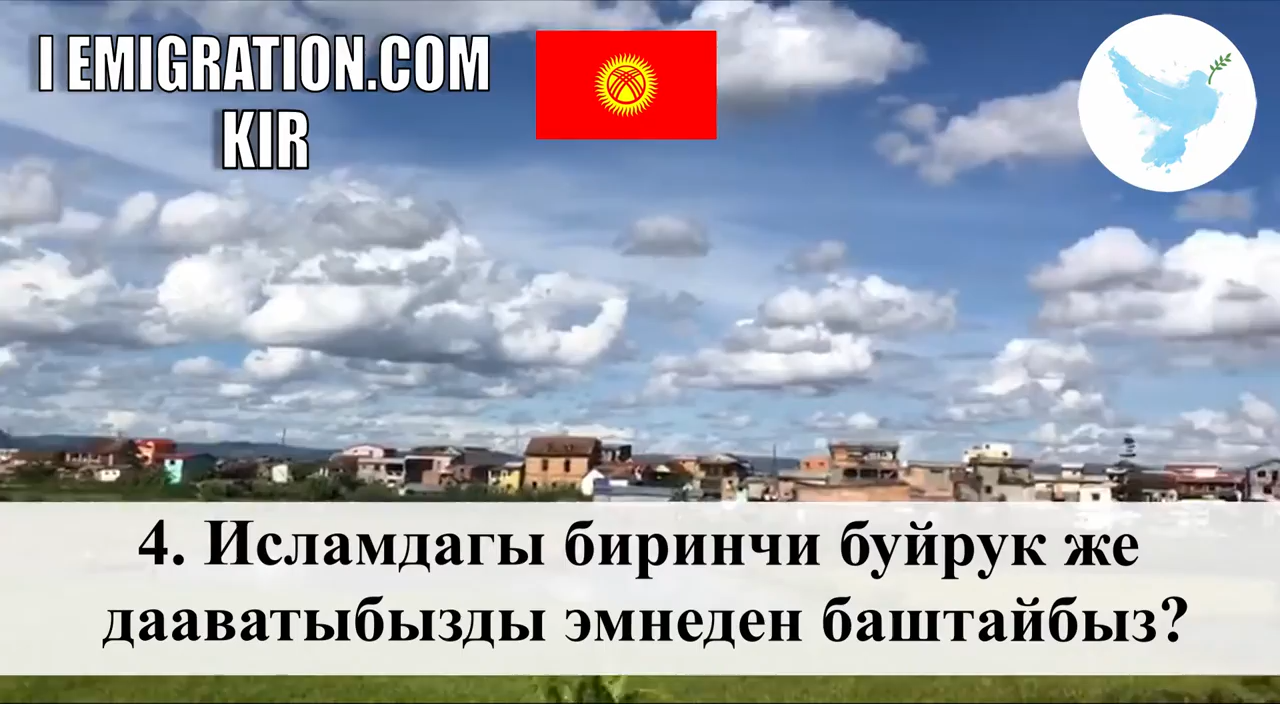 I EMIGRATION.COM
KIR
4. Исламдагы биринчи буйрук же
дааватыбызды эмнеден баштайбыз?